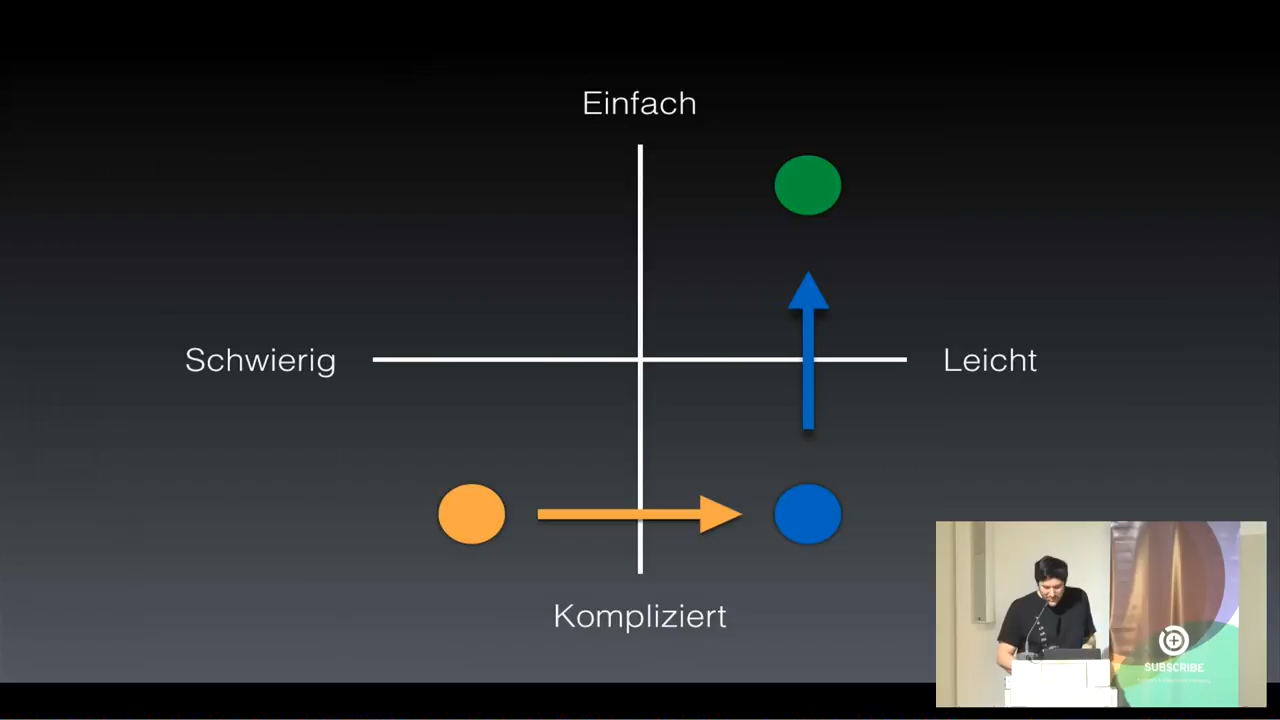 Einfach
Schwierig
Leicht
Kompliziert
SUBSCRIBE